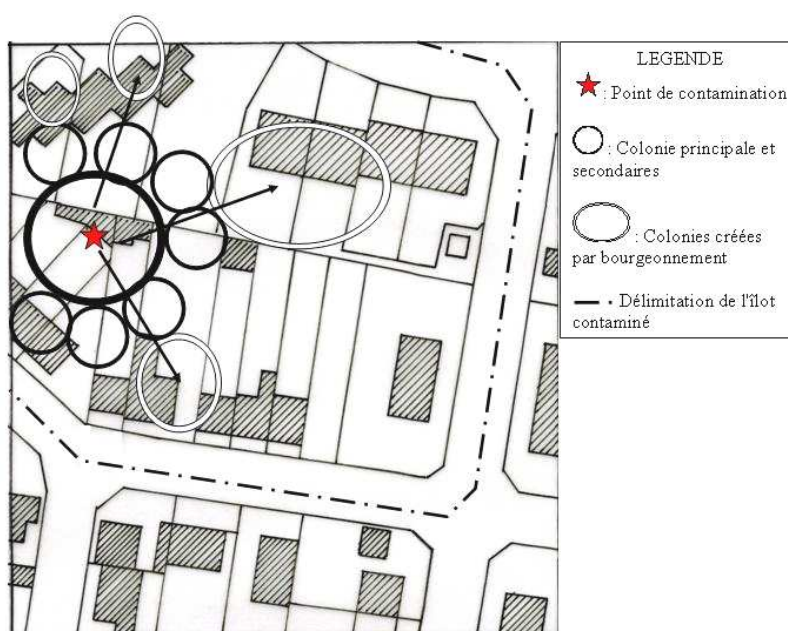 LEGENDE
: Point de contamination
: Colonie principale et
secondaires
: Colonies créées
par bourgeonnement
: Délimitation de l'îlot
contaminé